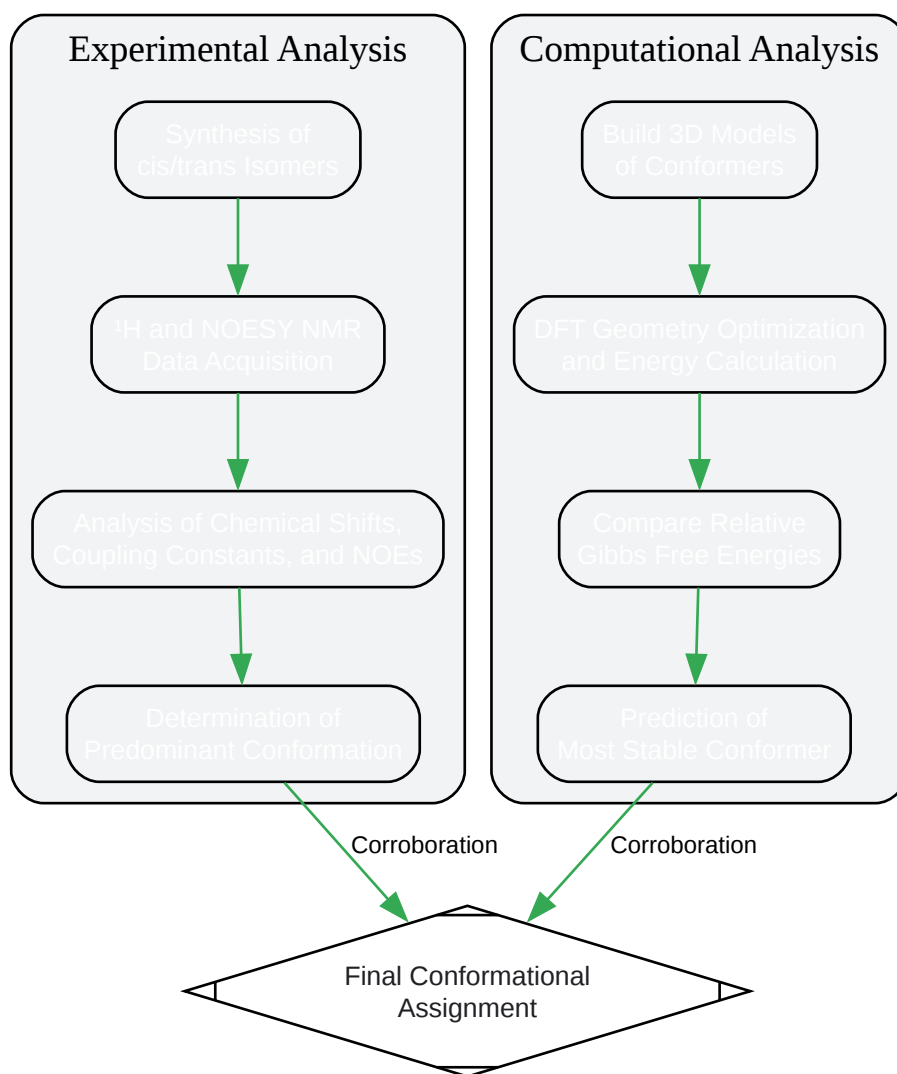 Experimental Analysis
Synthesis of
cis/trans Isomers
¹H and NOESY NMR
Data Acquisition
Analysis of Chemical Shifts,
Coupling Constants, and NOEs
Determination of
Predominant Conformation
Computational Analysis
Build 3D Models
of Conformers
DFT Geometry Optimization
and Energy Calculation
Compare Relative
Gibbs Free Energies
Prediction of
Most Stable Conformer
Corroboration
Corroboration
Final Conformational
Assignment